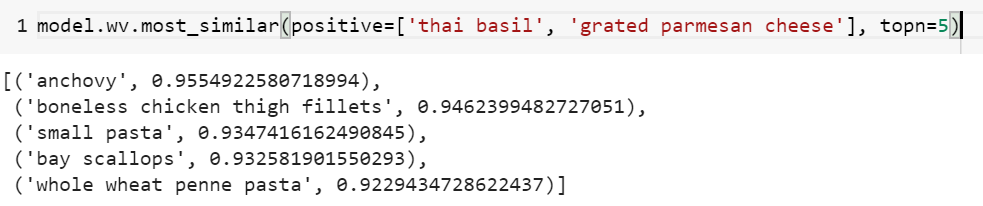 1 model.wv.most_similar(positive=['thai basil', 'grated parmesan cheese'], topn=5)
[('anchovy', 0.9554922580718994),
('boneless chicken thigh fillets', 0.9462399482727051),
('small pasta', 0.9347416162490845),
('bay scallops', 0.932581901550293),
('whole wheat penne pasta', 0.9229434728622437)]